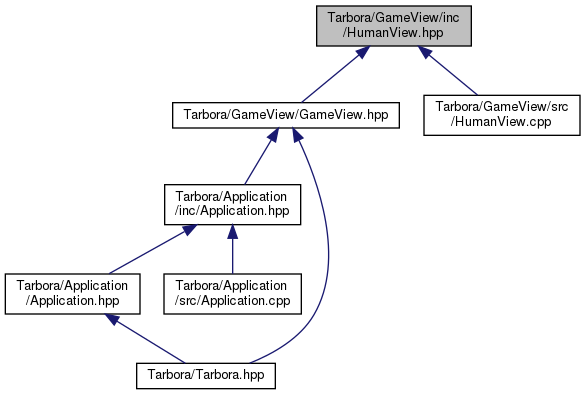 Tarbora/GameView/inc
/HumanView.hpp
Tarbora/GameView/GameView.hpp
Tarbora/GameView/src
/HumanView.cpp
Tarbora/Application
/inc/Application.hpp
Tarbora/Application
/Application.hpp
Tarbora/Application
/src/Application.cpp
Tarbora/Tarbora.hpp